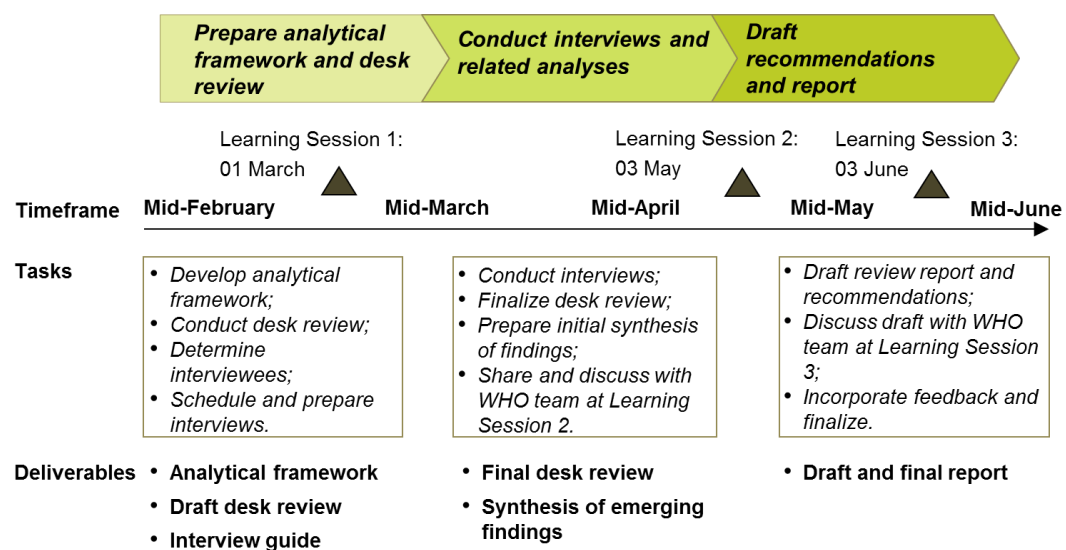 Prepare analytical
framework and desk
review
Conduct interviews and
related analyses
Draft
recommendations
and report
Learning Session 1:
01 March
Learning Session 2:
03 May
Learning Session 3:
03 June
Timeframe
Mid-February
Mid-March
Mid-April
Mid-May
Mid-June
Tasks
• Develop analytical
framework;
• Conduct desk review;
• Determine
interviewees;
• Schedule and prepare
interviews.
• Conduct interviews;
• Finalize desk review;
• Prepare initial synthesis
of findings;
• Share and discuss with
WHO team at Learning
Session 2.
• Draft review report and
recommendations;
• Discuss draft with WHO
team at Learning Session
3;
• Incorporate feedback and
finalize.
Deliverables
• Analytical framework
• Draft desk review
• Interview guide
• Final desk review
• Synthesis of emerging
findings
• Draft and final report